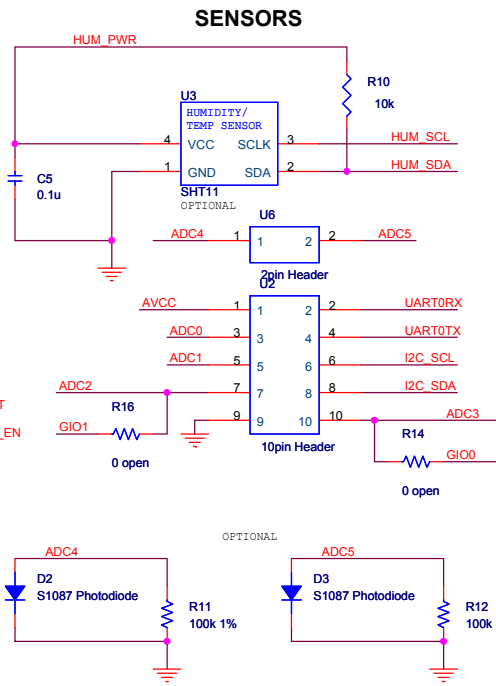 SENSORS
HUM_PWR
R10
10k
U3
HUMIDITY/
TEMP SENSOR
4 VCC SCLK 3 HUM_SCL
1 GND SDA 2 HUM_SDA
SHT11
OPTIONAL
C5
0.1u
U6
ADC4 1 1 2 2 ADC5
2pin Header
U2
AVCC 1 1 2 2 UART0RX
ADC0 3 3 4 4 UART0TX
ADC1 5 5 6 6 I2C_SCL
ADC2 7 7 8 8 I2C_SDA
9 9 10 10 ADC3
10pin Header
T
_EN
GIO1
R16
0 open
R14
GIO0
0 open
OPTIONAL
ADC4
D2
S1087 Photodiode
R11
100k 1%
ADC5
D3
S1087 Photodiode
R12
100k